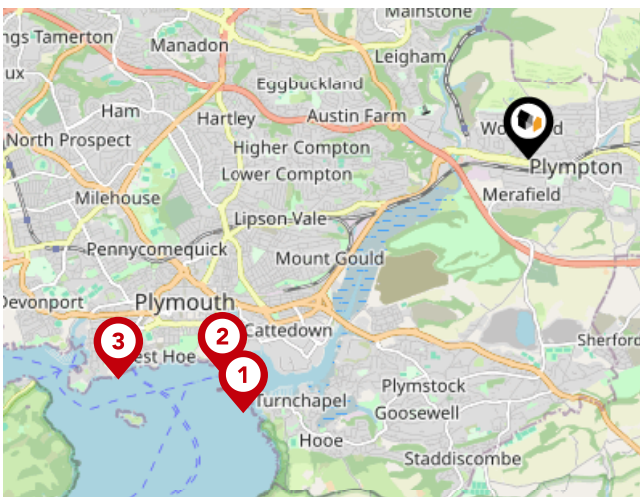 Mainstone
ngs Tamerton
Manadon
Leigham
ux
Eggbuckland
Ham
Hartley
Austin Farm
Wo d
North Prospect
Higher Compton
Plympton
Lower Compton
Merafield
Milehouse
Lipson Vale
Pennycomequick
Mount Gould
Devonport
Plymouth
Cattedown
Sherford
3
2
est Hoe
1
Plymstock
Turnchapel
Goosewell
Hooe
Staddiscombe